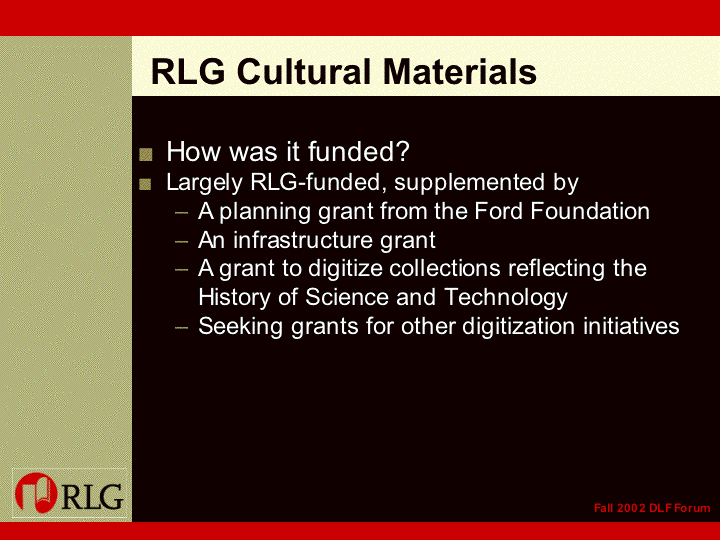 RLG Cultural Materials
How was it funded?
Largely RLG-funded, supplemented by
– A planning grant from the Ford Foundation
– An infrastructure grant
– A grant to digitize collections reflecting the
History of Science and Technology
– Seeking grants for other digitization initiatives
RLG
Fall 2002 DLF Forum